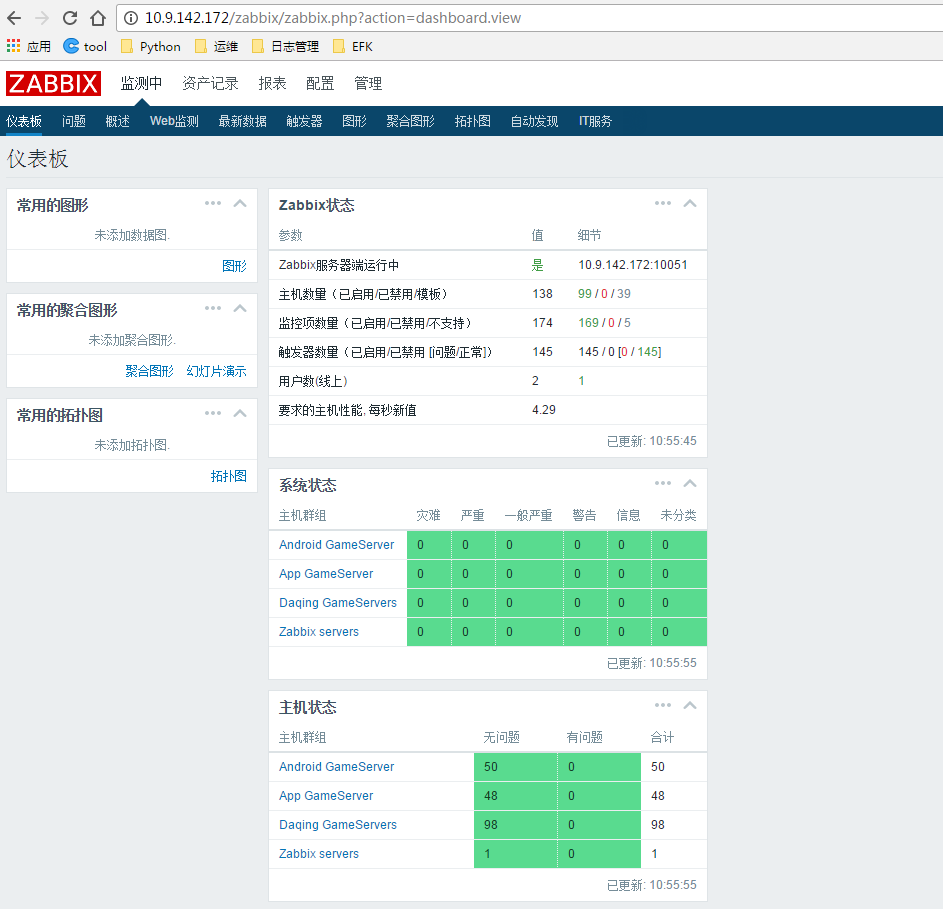 10.9.142.172/zabbix/zabbix.php?action=dashboard.view
应用 tool Python 运维 日志管理 EFK
ZABBIX 监测中 资产记录 报表 配置 管理
仪表板 问题 概述 Web监测 最新数据 触发器 图形 聚合图形 拓扑图 自动发现 IT服务
仪表板
常用的图形
未添加数据图.
图形
常用的聚合图形
未添加聚合图形.
聚合图形 幻灯片演示
常用的拓扑图
未添加拓扑图.
拓扑图
Zabbix状态
参数 值 细节
Zabbix服务器端运行中 是 10.9.142.172:10051
主机数量（已启用/已禁用/模板） 138 99 / 0 / 39
监控项数量（已启用/已禁用/不支持） 174 169 / 0 / 5
触发器数量（已启用/已禁用 [问题/正常]） 145 145 / 0 [0 / 145]
用户数(线上) 2 1
要求的主机性能, 每秒新值 4.29
已更新: 10:55:45
系统状态
主机群组 灾难 严重 一般严重 警告 信息 未分类
Android GameServer 0 0 0 0 0 0
App GameServer 0 0 0 0 0 0
Daqing GameServers 0 0 0 0 0 0
Zabbix servers 0 0 0 0 0 0
已更新: 10:55:55
主机状态
主机群组 无问题 有问题 合计
Android GameServer 50 0 50
App GameServer 48 0 48
Daqing GameServers 98 0 98
Zabbix servers 1 0 1
已更新: 10:55:55